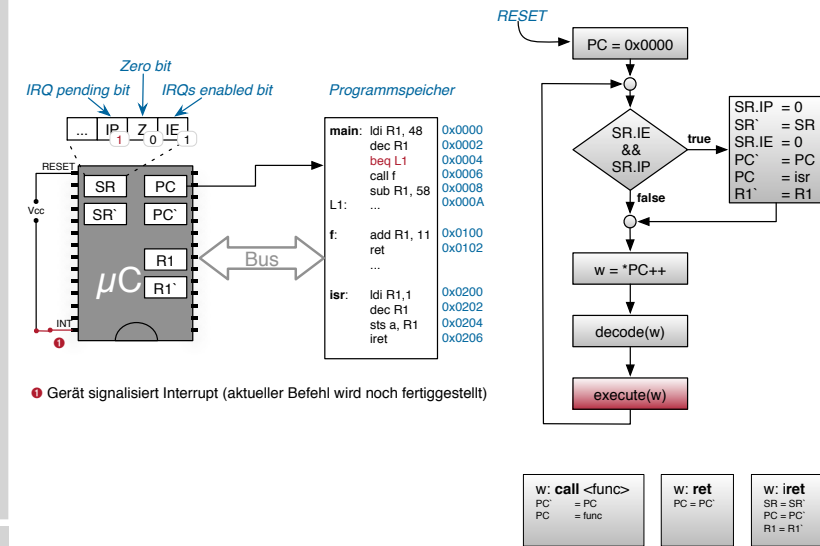 RESET
PC = 0x0000
Zero bit
IRQ pending bit
IRQs enabled bit
Programmspeicher
... IP Z IE
1 0 1
RESET
Vcc
INT
SR PC
SR` PC`
R1
R1`
µC
Bus
main: ldi R1, 48 0x0000
dec R1 0x0002
beq L1 0x0004
call f 0x0006
sub R1, 58 0x0008
L1: ... 0x000A
f: add R1, 11 0x0100
ret 0x0102
...
isr: ldi R1,1 0x0200
dec R1 0x0202
sts a, R1 0x0204
iret 0x0206
1
❶ Gerät signalisiert Interrupt (aktueller Befehl wird noch fertiggestellt)
SR.IE
&&
SR.IP
true
false
SR.IP = 0
SR` = SR
SR.IE = 0
PC` = PC
PC = isr
R1` = R1
w = *PC++
decode(w)
execute(w)
w: call <func>
PC` = PC
PC = func
w: ret
PC = PC`
w: iret
SR = SR`
PC = PC`
R1 = R1`